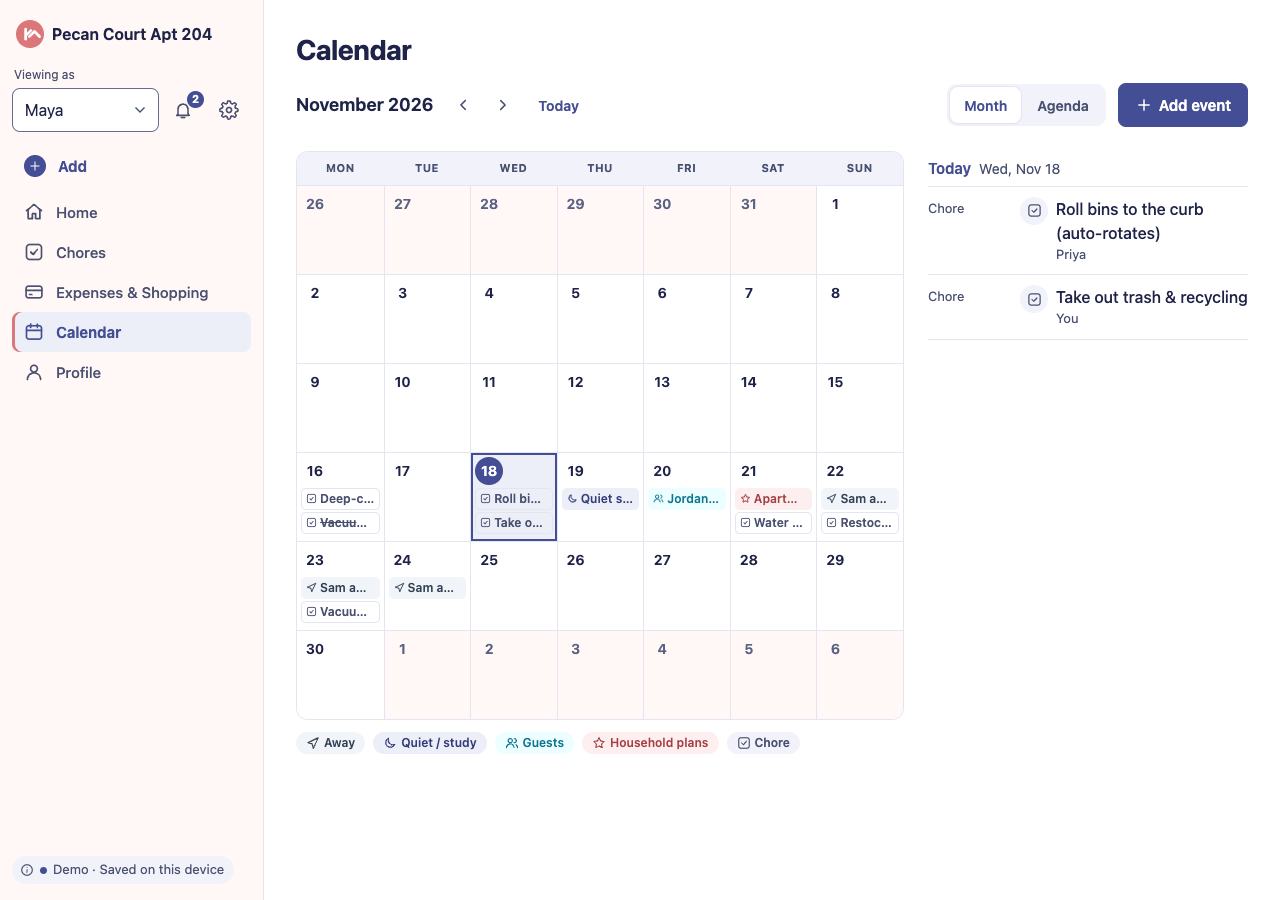 Pecan Court Apt 204
Viewing as
Maya
2
Add
Home
Chores
Expenses & Shopping
Calendar
Profile
Demo · Saved on this device
Calendar
November 2026
Today
Month
Agenda
Add event
MON TUE WED THU FRI SAT SUN
26 27 28 29 30 31 1
2 3 4 5 6 7 8
9 10 11 12 13 14 15
16 17 18 19 20 21 22
Deep-c... Roll bi... Quiet s... Jordan... Apart... Sam a...
Vacuu... Take o... Water ... Restoc...
23 24 25 26 27 28 29
Sam a... Sam a...
Vacuu...
30 1 2 3 4 5 6
Away Quiet / study Guests Household plans Chore
Today Wed, Nov 18
Chore
Roll bins to the curb
(auto-rotates)
Priya
Chore
Take out trash & recycling
You